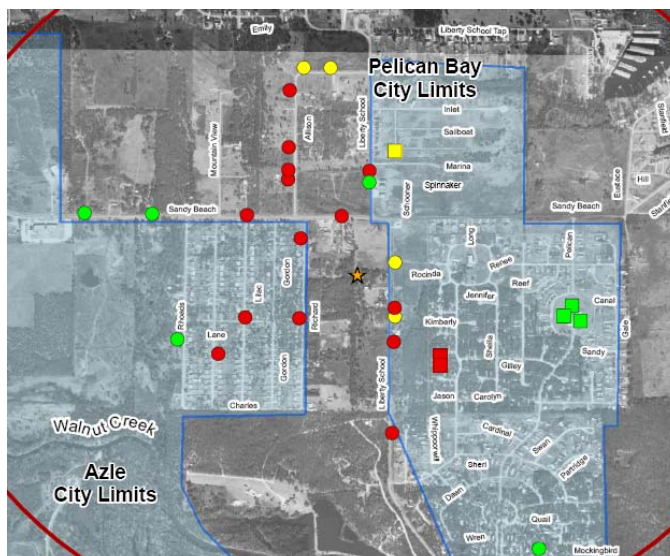 Emily
Liberty School Tap
Pelican Bay
City Limits
Inlet
Sailboat
Marina
Spinnaker
Schooner
Liberty School
Allison
Mountain View
Stanfield
Eustace
Hill
Sandy Beach
Sandy Beach
Pelican
Long
Renee
Rocinda
Reef
Jennifer
Canal
Gordon
Lilac
Richard
Rhoads
Lane
Kimberly
Sheila
Gilley
Sandy
Gale
Gordon
Liberty School
Jason
Carolyn
Charles
Walnut Creek
Whippoorwill
Cardinal
Swan
Partridge
Sheri
Azle
City Limits
Dawn
Wren
Quail
Mockingbird